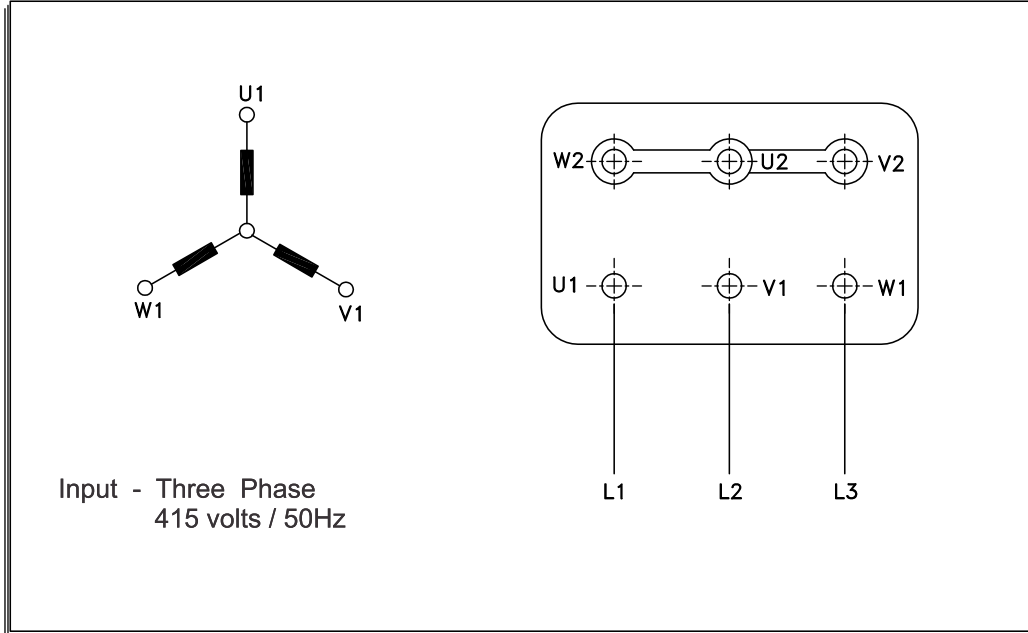 U1
W1
V1
W2 U2 V2
U1 V1 W1
L1 L2 L3
Input - Three Phase
415 volts / 50Hz